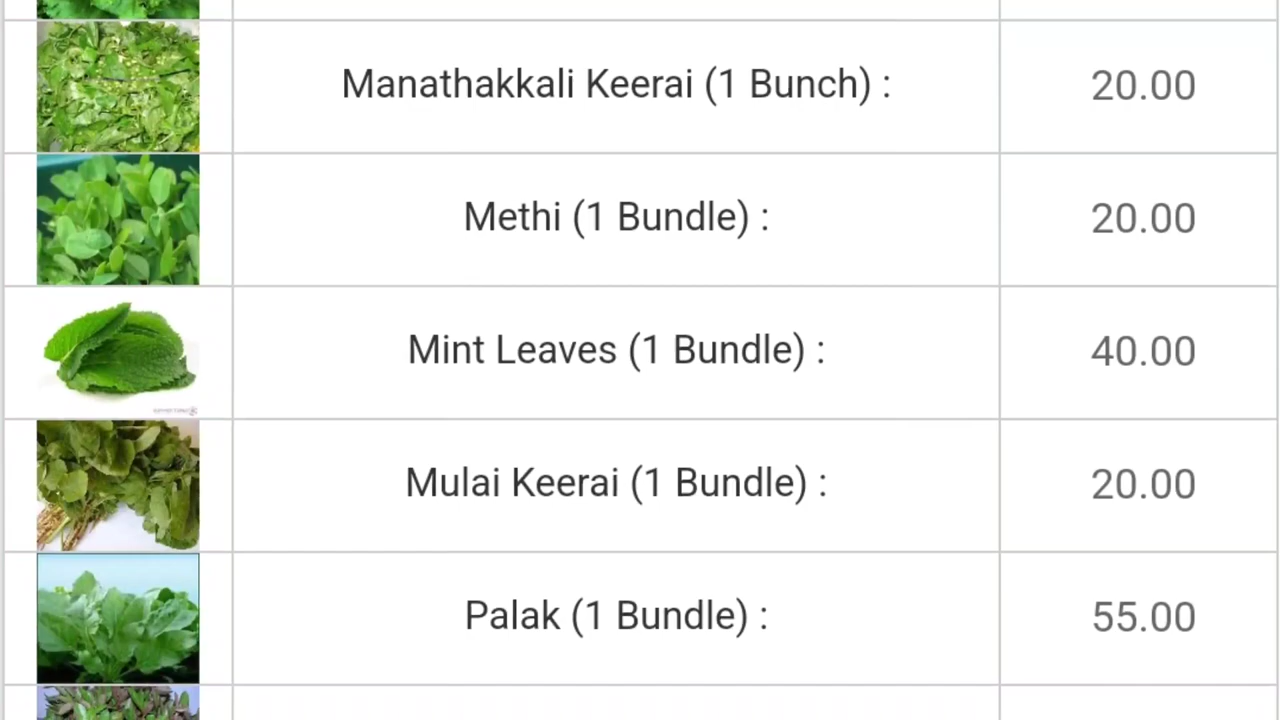 Manathakkali Keerai (1 Bunch) : 20.00
Methi (1 Bundle) : 20.00
Mint Leaves (1 Bundle) : 40.00
Mulai Keerai (1 Bundle) : 20.00
Palak (1 Bundle) : 55.00